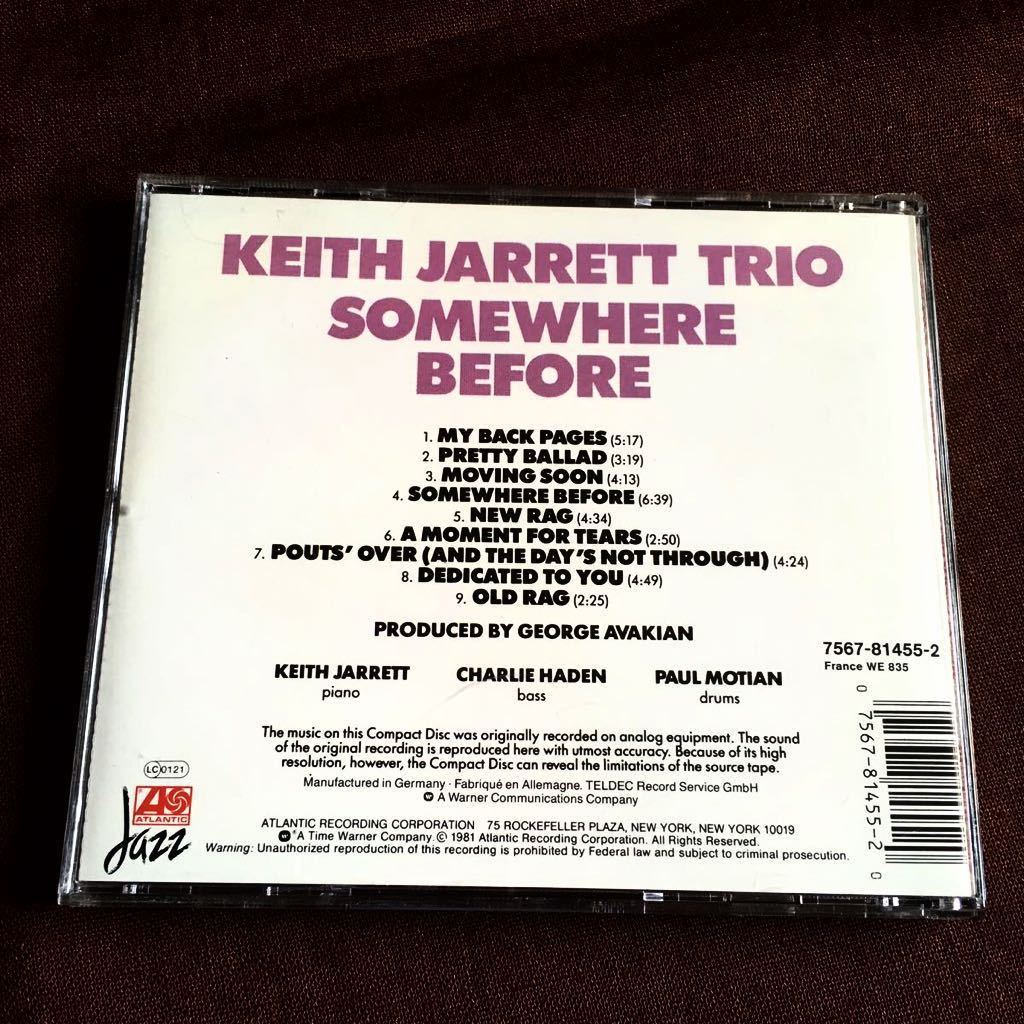 KEITH JARRETT TRIO
SOMEWHERE
BEFORE
1. MY BACK PAGES (5:17)
2. PRETTY BALLAD (3:19)
3. MOVING SOON (4:13)
4. SOMEWHERE BEFORE (6:39)
5. NEW RAG (4:34)
6. A MOMENT FOR TEARS (2:50)
7. POUTS' OVER (AND THE DAY'S NOT THROUGH) (4:24)
8. DEDICATED TO YOU (4:49)
9. OLD RAG (2:25)
PRODUCED BY GEORGE AVAKIAN
7567-81455-2
France WE 835
KEITH JARRETT
piano
CHARLIE HADEN
bass
PAUL MOTIAN
drums
The music on this Compact Disc was originally recorded on analog equipment. The sound
of the original recording is reproduced here with utmost accuracy. Because of its high
resolution, however, the Compact Disc can reveal the limitations of the source tape.
Manufactured in Germany · Fabriqué en Allemagne. TELDEC Record Service GmbH
W A Warner Communications Company
ATLANTIC RECORDING CORPORATION 75 ROCKEFELLER PLAZA, NEW YORK, NEW YORK 10019
W *A Time Warner Company. © 1981 Atlantic Recording Corporation. All Rights Reserved.
Warning: Unauthorized reproduction of this recording is prohibited by Federal law and subject to criminal prosecution.
LC 0121
ATLANTIC
Jazz
0 7567-81455-2 0